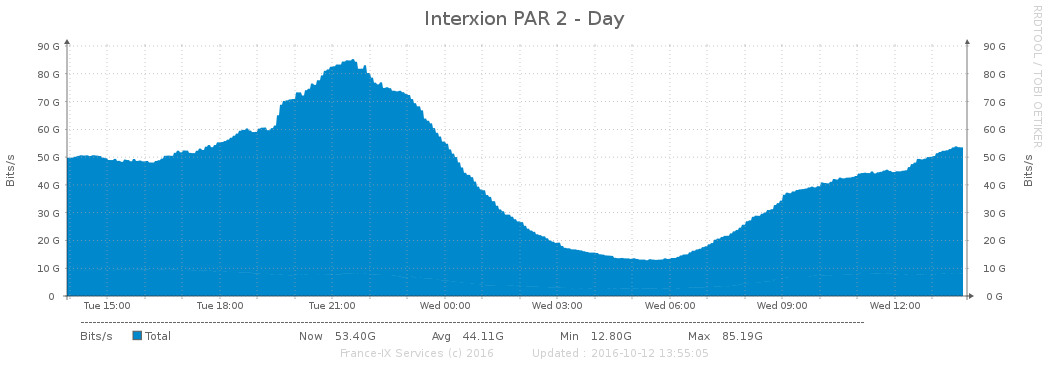 Interxion PAR 2 - Day
RRDTOOL / TOBI OETIKER
Bits/s
90 G 90 G
80 G 80 G
70 G 70 G
60 G 60 G
50 G 50 G
40 G 40 G
30 G 30 G
20 G 20 G
10 G 10 G
0 0 G
Bits/s
Tue 15:00 Tue 18:00 Tue 21:00 Wed 00:00 Wed 03:00 Wed 06:00 Wed 09:00 Wed 12:00
Bits/s Total Now 53.40G Avg 44.11G Min 12.80G Max 85.19G
France-IX Services (c) 2016 Updated : 2016-10-12 13:55:05